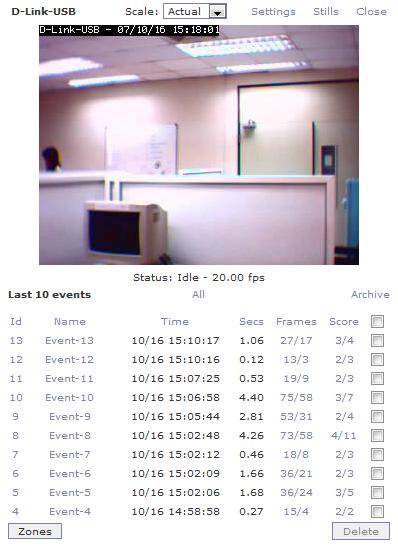 D-Link-USB Scale: Actual Settings Stills Close
D-Link-USB - 07/10/16 15:18:01
Status: Idle - 20.00 fps
Last 10 events All Archive
Id Name Time Secs Frames Score
13 Event-13 10/16 15:10:17 1.06 27/17 3/4
12 Event-12 10/16 15:10:16 0.12 13/3 2/3
11 Event-11 10/16 15:07:25 0.53 19/9 2/3
10 Event-10 10/16 15:06:58 4.40 75/58 3/7
9 Event-9 10/16 15:05:44 2.81 53/31 2/4
8 Event-8 10/16 15:02:48 4.26 73/58 4/11
7 Event-7 10/16 15:02:12 0.46 18/8 2/3
6 Event-6 10/16 15:02:09 1.66 36/21 2/3
5 Event-5 10/16 15:02:06 1.68 36/24 3/5
4 Event-4 10/16 14:58:58 0.27 15/4 2/2
Zones Delete